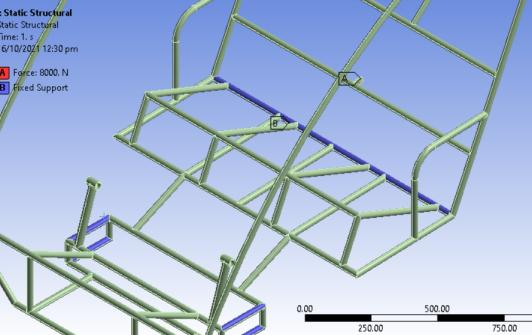 : Static Structural
Static Structural
Time: 1. s
6/10/2021 12:30 pm
A Force: 8000, N
B Fixed Support
A
B
0.00 500.00
250.00 750.00